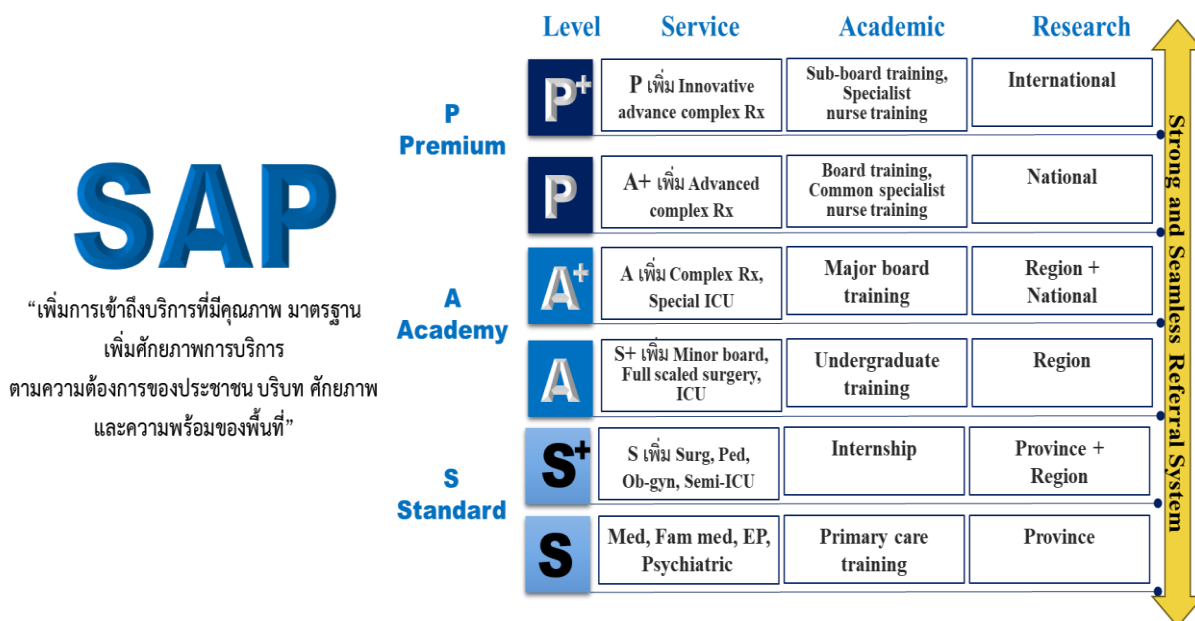 Level Service Academic Research
SAP
“เพิ่มการเข้าถึงบริการที่มีคุณภาพ มาตรฐาน
เพิ่มศักยภาพการบริการ
ตามความต้องการของประชาชน บริบท ศักยภาพ
และความพร้อมของพื้นที่”
P
Premium
P+
P เพิ่ม Innovative
advance complex Rx
Sub-board training,
Specialist
nurse training
International
P
A+ เพิ่ม Advanced
complex Rx
Board training,
Common specialist
nurse training
National
A
Academy
A+
A เพิ่ม Complex Rx,
Special ICU
Major board
training
Region +
National
A
S+ เพิ่ม Minor board,
Full scaled surgery,
ICU
Undergraduate
training
Region
S
Standard
S+
S เพิ่ม Surg, Ped,
Ob-gyn, Semi-ICU
Internship
Province +
Region
S
Med, Fam med, EP,
Psychiatric
Primary care
training
Province
Strong and Seamless Referral System